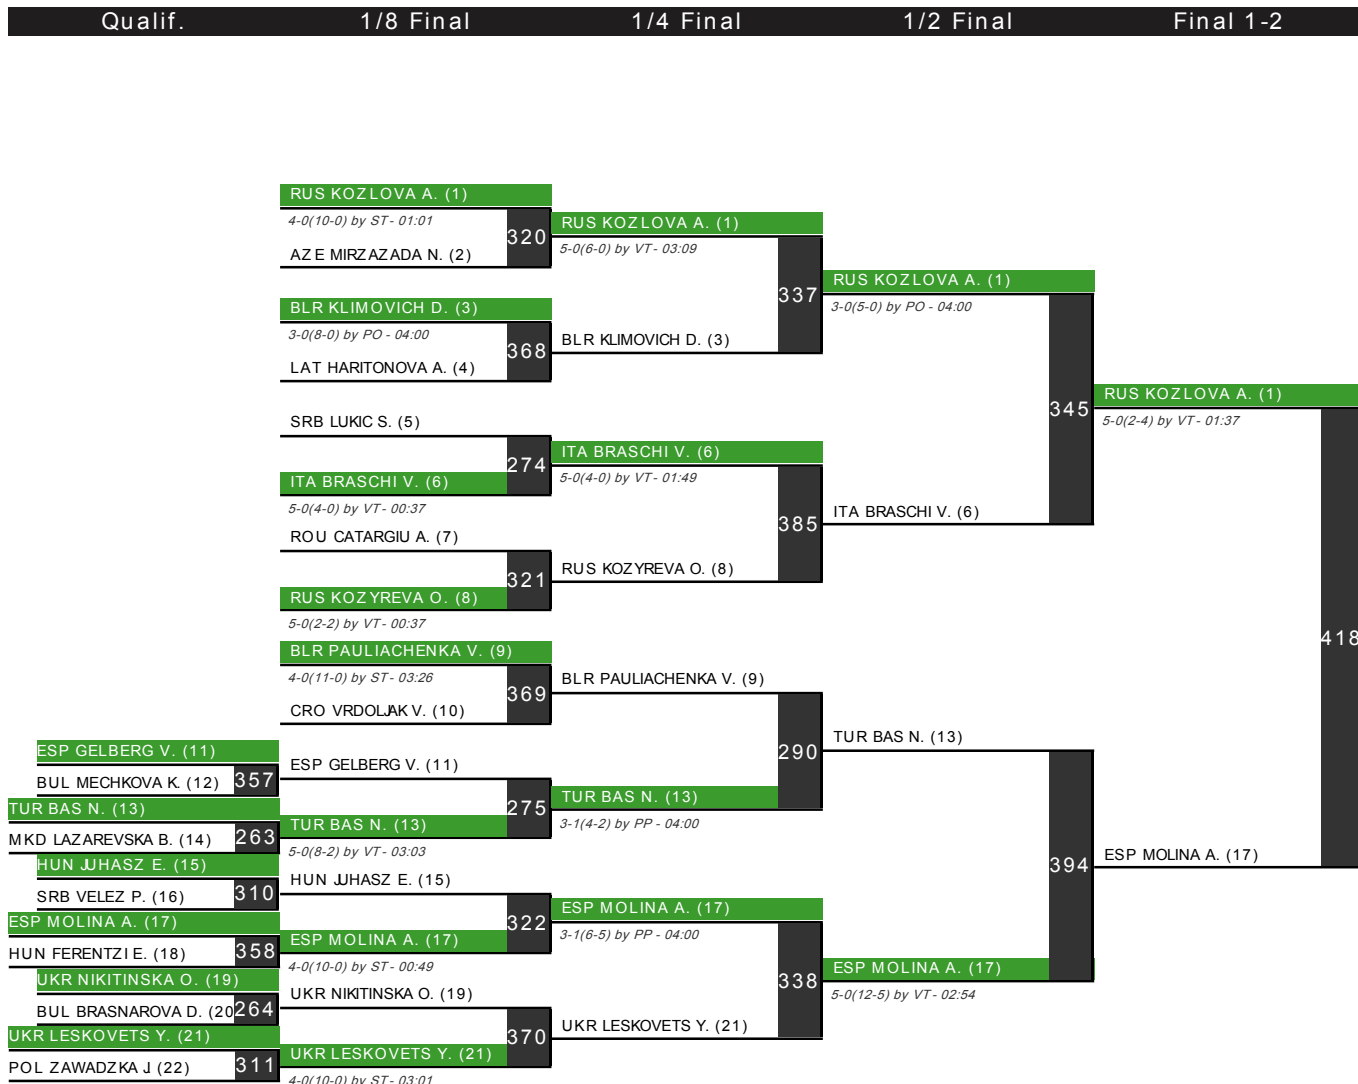 Qualif. 1/8 Final 1/4 Final 1/2 Final Final 1-2
RUS KOZLOVA A. (1)
4-0(10-0) by ST - 01:01
AZE MIRZAZADA N. (2)
320
BLR KLIMOVICH D. (3)
3-0(8-0) by PO - 04:00
LAT HARITONOVA A. (4)
368
SRB LUKIC S. (5)
274
ITA BRASCHI V. (6)
5-0(4-0) by VT - 00:37
ROU CATARGIU A. (7)
321
RUS KOZYREVA O. (8)
5-0(2-2) by VT - 00:37
BLR PAULIACHENKA V. (9)
4-0(11-0) by ST - 03:26
CRO VRDOLJAK V. (10)
369
ESP GELBERG V. (11)
BUL MECHKOVA K. (12)
357
TUR BAS N. (13)
MKD LAZAREVSKA B. (14)
263
HUN JUHASZ E. (15)
SRB VELEZ P. (16)
310
ESP MOLINA A. (17)
HUN FERENTZI E. (18)
358
UKR NIKITINSKA O. (19)
BUL BRASNAROVA D. (20
264
UKR LESKOVETS Y. (21)
POL ZAWADZKA J. (22)
311
ESP GELBERG V. (11)
275
TUR BAS N. (13)
5-0(8-2) by VT - 03:03
HUN JUHASZ E. (15)
322
ESP MOLINA A. (17)
4-0(10-0) by ST - 00:49
UKR NIKITINSKA O. (19)
370
UKR LESKOVETS Y. (21)
4-0(10-0) by ST - 03:01
RUS KOZLOVA A. (1)
5-0(6-0) by VT - 03:09
337
BLR KLIMOVICH D. (3)
ITA BRASCHI V. (6)
5-0(4-0) by VT - 01:49
385
RUS KOZYREVA O. (8)
BLR PAULIACHENKA V. (9)
290
TUR BAS N. (13)
3-1(4-2) by PP - 04:00
ESP MOLINA A. (17)
3-1(6-5) by PP - 04:00
338
UKR LESKOVETS Y. (21)
RUS KOZLOVA A. (1)
3-0(5-0) by PO - 04:00
345
ITA BRASCHI V. (6)
TUR BAS N. (13)
394
ESP MOLINA A. (17)
5-0(12-5) by VT - 02:54
RUS KOZLOVA A. (1)
5-0(2-4) by VT - 01:37
418
ESP MOLINA A. (17)